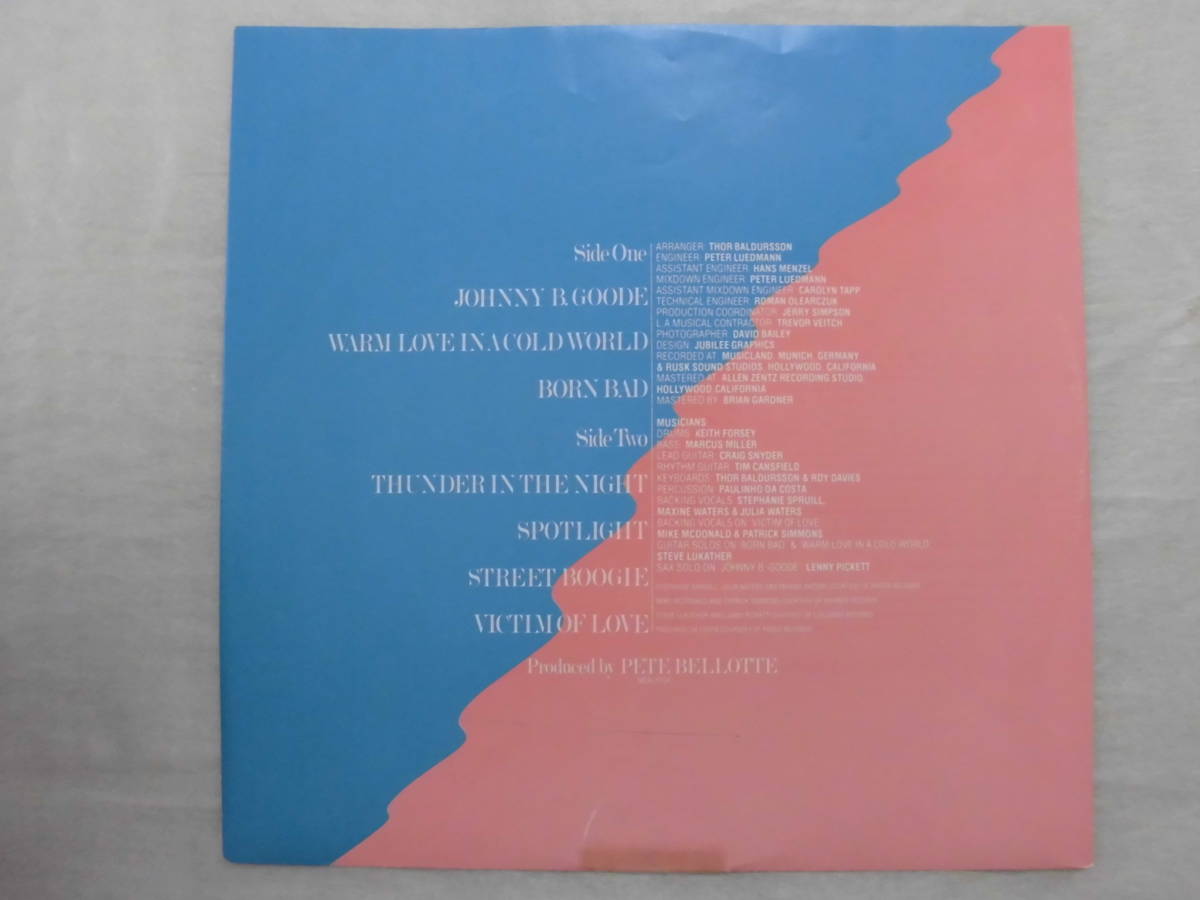 Side One
JOHNNY B. GOODE
WARM LOVE IN A COLD WORLD
BORN BAD
Side Two
THUNDER IN THE NIGHT
SPOTLIGHT
STREET BOOGIE
VICTIM OF LOVE
ARRANGER THOR BALDURSSON
ENGINEER PETER LUEDMANN
ASSISTANT ENGINEER HANS MENZEL
MIXDOWN ENGINEER PETER LUEDMANN
ASSISTANT MIXDOWN ENGINEER CAROLYN TAPP
TECHNICAL ENGINEER ROMAN OLEARCZUK
PRODUCTION COORDINATOR JERRY SIMPSON
L.A MUSICAL CONTRACTOR TREVOR VEITCH
PHOTOGRAPHER DAVID BAILEY
DESIGN JUBILEE GRAPHICS
RECORDED AT MUSICLAND, MUNICH, GERMANY
& RUSK SOUND STUDIOS, HOLLYWOOD, CALIFORNIA
MASTERED AT ALLEN ZENTZ RECORDING STUDIO,
HOLLYWOOD, CALIFORNIA
MASTERED BY BRIAN GARDNER
MUSICIANS
DRUMS KEITH FORSEY
BASS MARCUS MILLER
LEAD GUITAR CRAIG SNYDER
RHYTHM GUITAR TIM CANSFIELD
KEYBOARDS THOR BALDURSSON & ROY DAVIES
PERCUSSION PAULINHO DA COSTA
BACKING VOCALS STEPHANIE SPRUILL,
MAXINE WATERS & JULIA WATERS
BACKING VOCALS ON 'VICTIM OF LOVE'
MIKE MCDONALD & PATRICK SIMMONS
GUITAR SOLOS ON 'BORN BAD' & 'WARM LOVE IN A COLD WORLD'
STEVE LUKATHER
SAX SOLO ON 'JOHNNY B. GOODE' LENNY PICKETT
Produced by PETE BELLOTTE